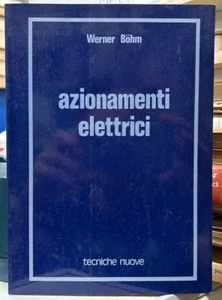 Werner Böhm
azionamenti
elettrici
tecniche nuove